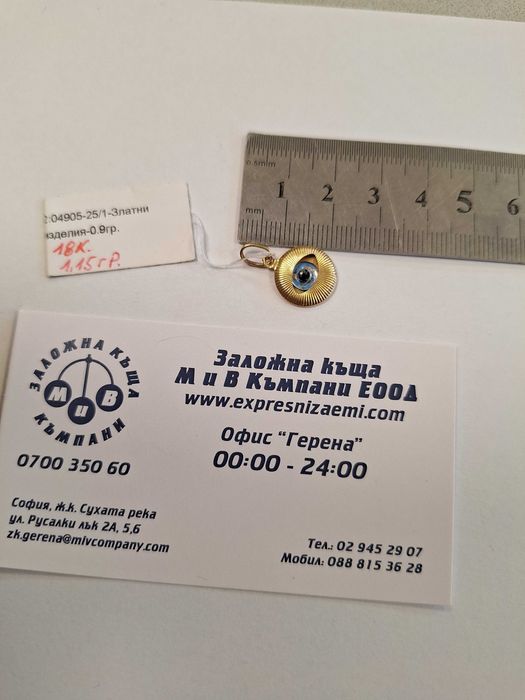 0.5mm
1 2 3 4 5 6
mm
:04905-25/1-Златни
изделия-0.9гр.
18К.
1,15гр.
ЗАЛОЖНА КЪЩА
М И В
КЪМПАНИ
0700 350 60
София, ж.к. Сухата река
ул. Русалки лък 2А, 5,6
zk.gerena@mivcompany.com
Заложна къща
М и В Къмпани ЕООД
www.expresnizaemi.com
Офис "Герена"
00:00 - 24:00
Тел.: 02 945 29 07
Мобил: 088 815 36 28